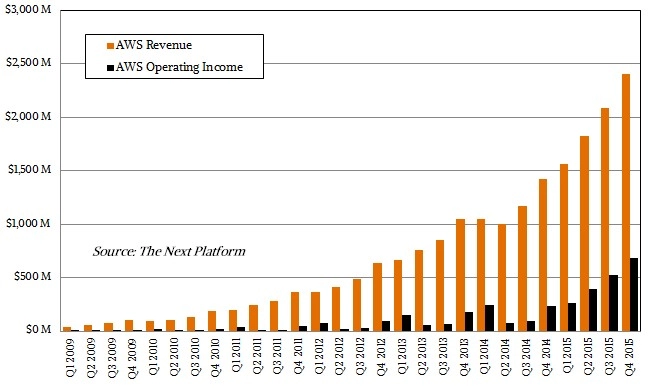 $3,000 M
AWS Revenue
AWS Operating Income
$2,500 M
$2,000 M
$1,500 M
$1,000 M
Source: The Next Platform
$500 M
$0 M
Q1 2009
Q2 2009
Q3 2009
Q4 2009
Q1 2010
Q2 2010
Q3 2010
Q4 2010
Q1 2011
Q2 2011
Q3 2011
Q4 2011
Q1 2012
Q2 2012
Q3 2012
Q4 2012
Q1 2013
Q2 2013
Q3 2013
Q4 2013
Q1 2014
Q2 2014
Q3 2014
Q4 2014
Q1 2015
Q2 2015
Q3 2015
Q4 2015